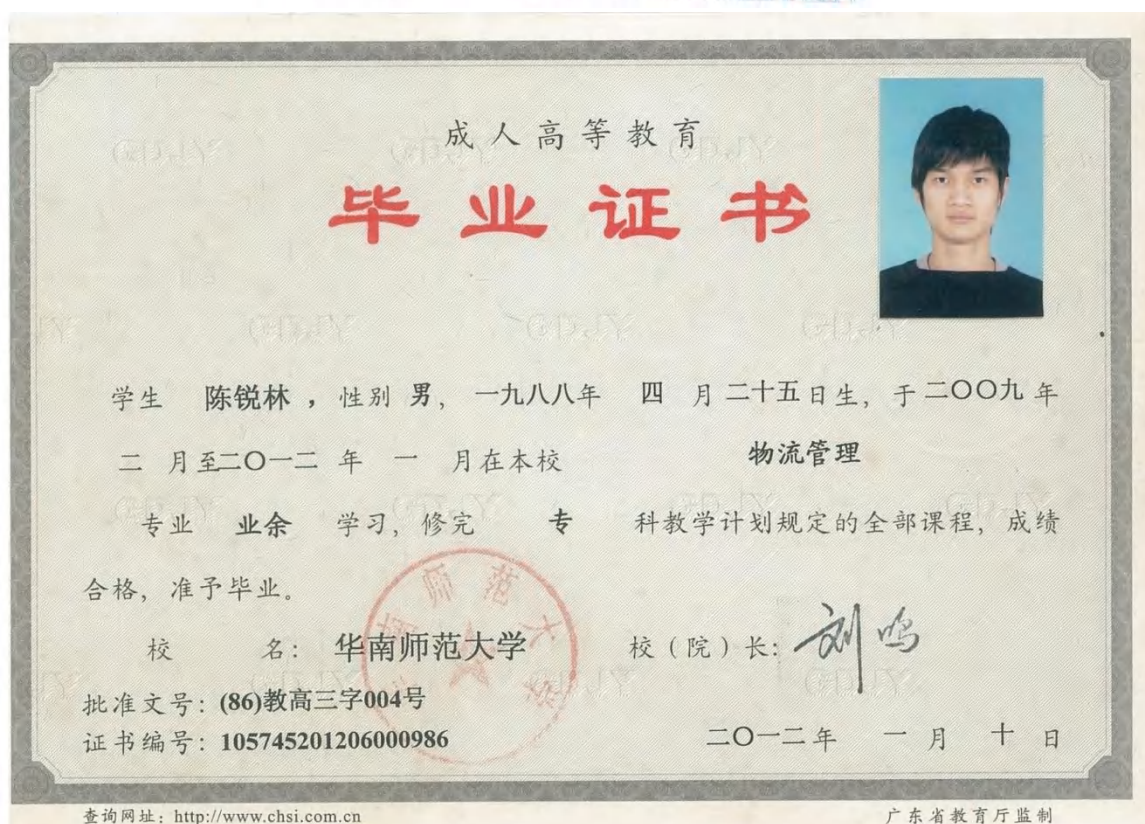 成人高等教育
毕业证书
学生 陈锐林 ，性别 男， 一九八八年 四 月 二十五日生，于二〇〇九年
二 月至二〇一二 年 一 月在本校 物流管理
专业 业余 学习，修完 专 科教学计划规定的全部课程，成绩
合格，准予毕业。
校 名： 华南师范大学 校（院）长：刘鸣
批准文号：(86)教高三字004号
证书编号：105745201206000986 二〇一二年 一 月 十 日
查询网址：http://www.chsi.com.cn 广东省教育厅监制